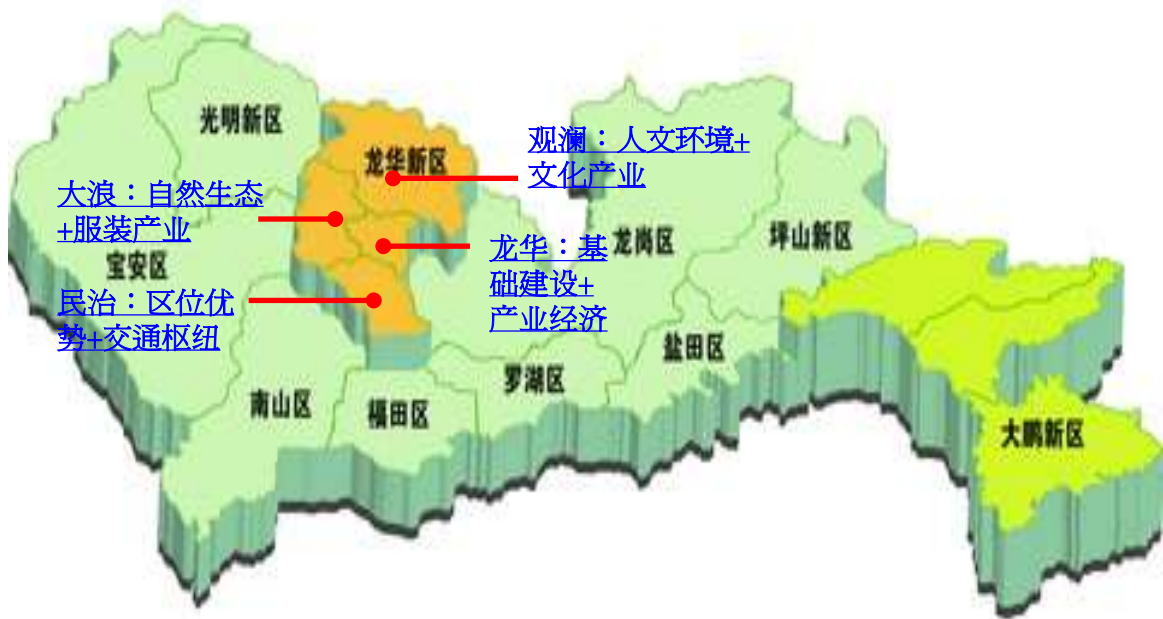 光明新区
龙华新区
观澜：人文环境+
文化产业
大浪：自然生态
+服装产业
宝安区
民治：区位优
势+交通枢纽
龙华：基
础建设+
产业经济
龙岗区
坪山新区
盐田区
罗湖区
南山区
福田区
大鹏新区